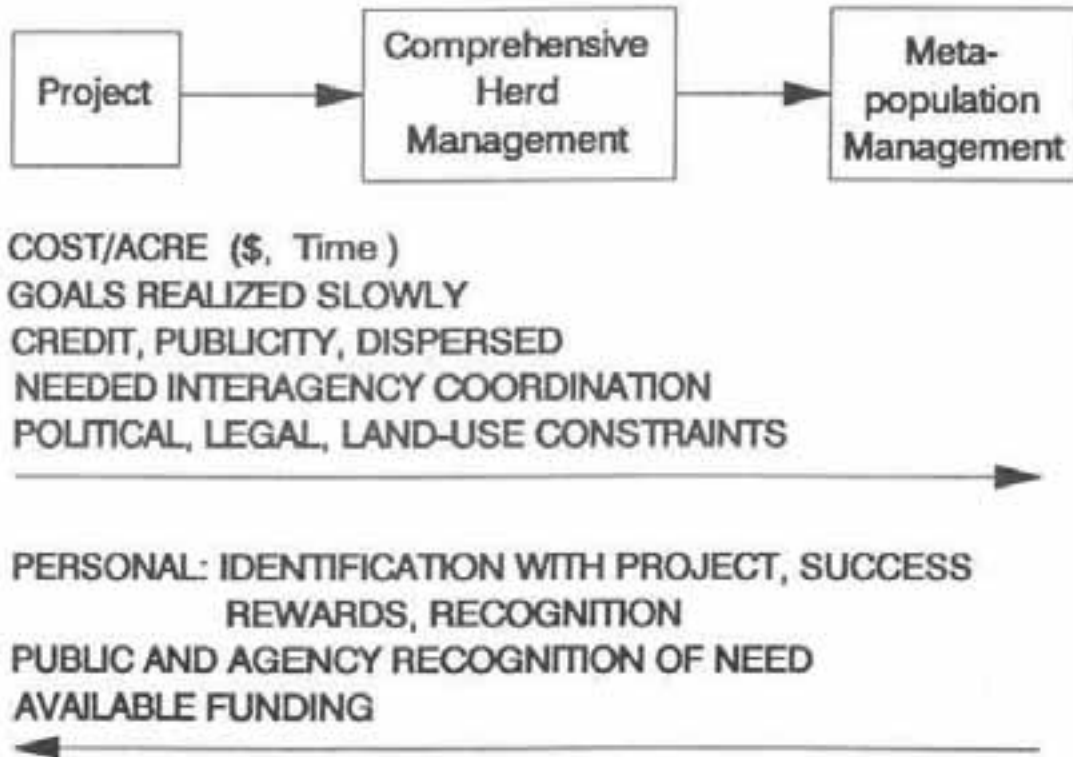 Project
Comprehensive
Herd
Management
Meta-
population
Management
COST/ACRE ($, Time )
GOALS REALIZED SLOWLY
CREDIT, PUBLICITY, DISPERSED
NEEDED INTERAGENCY COORDINATION
POLITICAL, LEGAL, LAND-USE CONSTRAINTS
PERSONAL: IDENTIFICATION WITH PROJECT, SUCCESS
REWARDS, RECOGNITION
PUBLIC AND AGENCY RECOGNITION OF NEED
AVAILABLE FUNDING